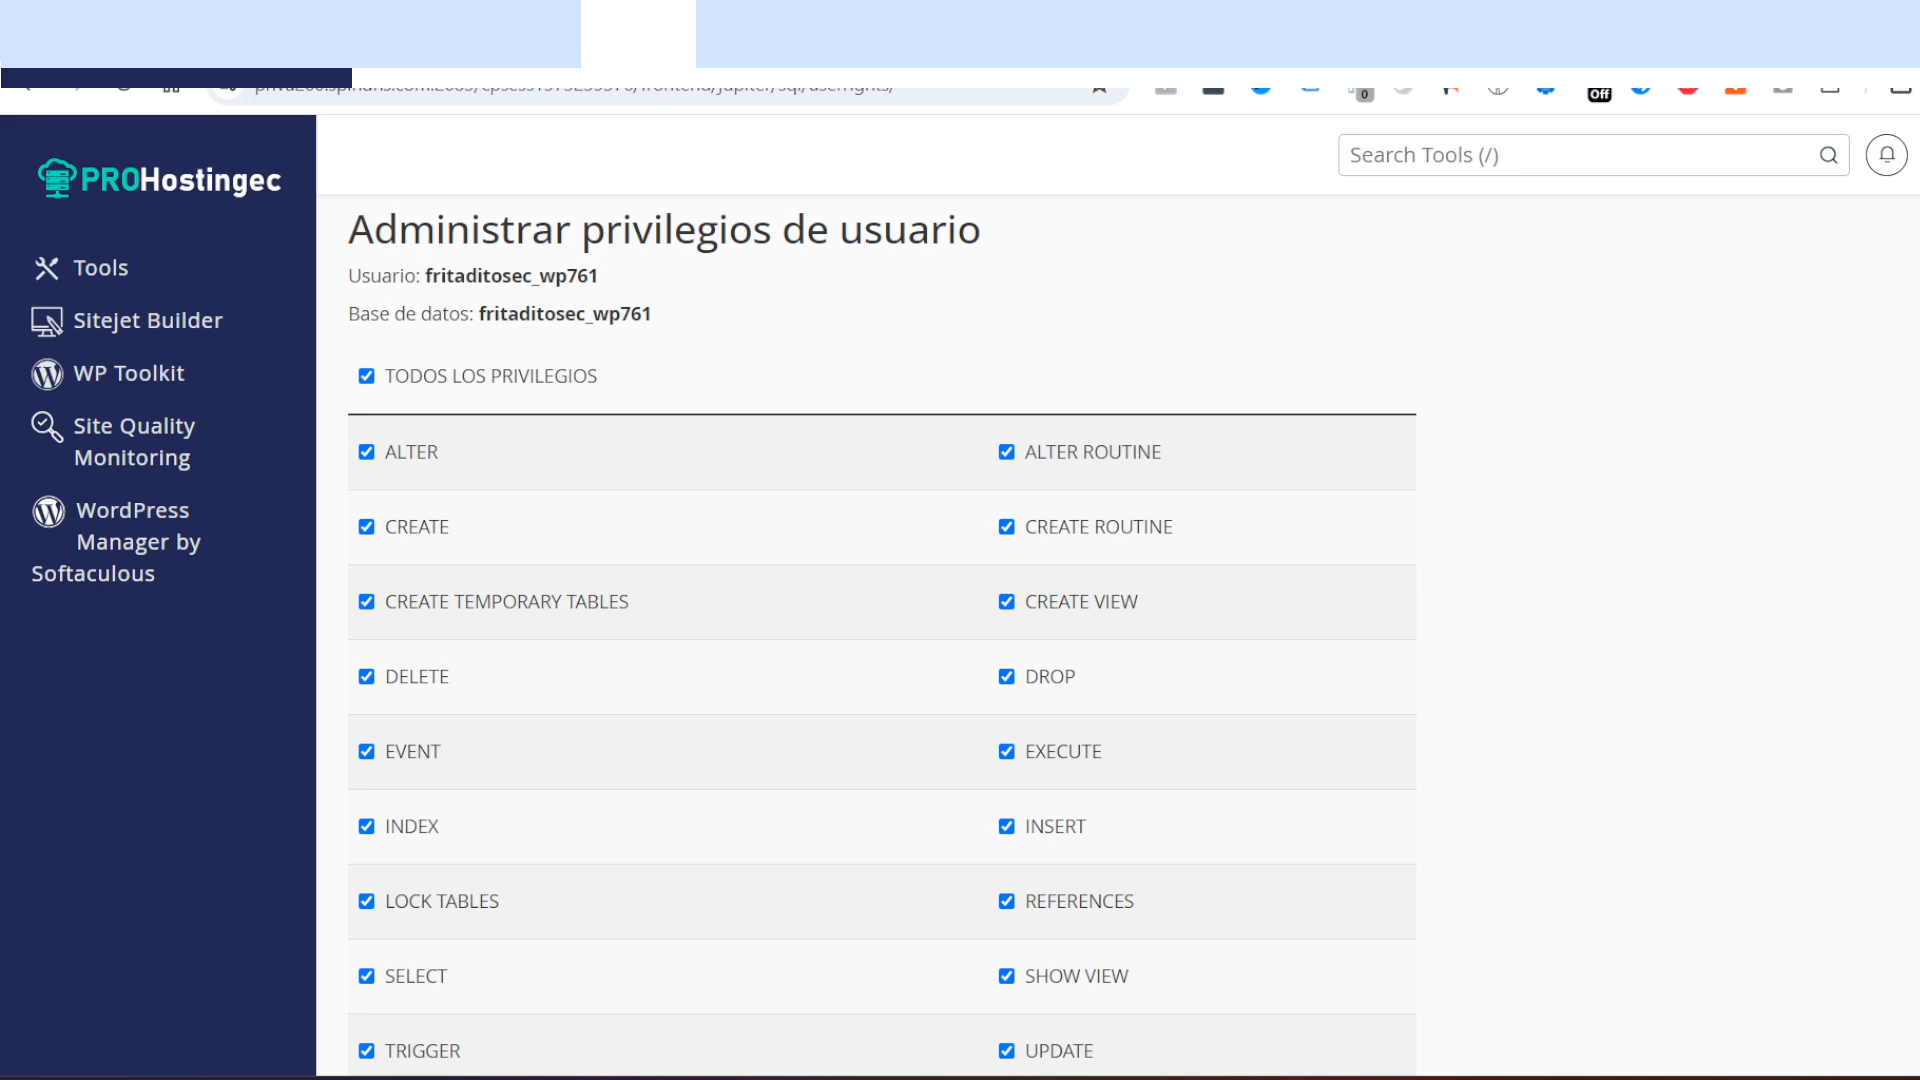 0
Off
PROHostingec
Search Tools (/)
Tools
Sitejet Builder
WP Toolkit
Site Quality
Monitoring
WordPress
Manager by
Softaculous
Administrar privilegios de usuario
Usuario: fritaditosec_wp761
Base de datos: fritaditosec_wp761
TODOS LOS PRIVILEGIOS
ALTER
ALTER ROUTINE
CREATE
CREATE ROUTINE
CREATE TEMPORARY TABLES
CREATE VIEW
DELETE
DROP
EVENT
EXECUTE
INDEX
INSERT
LOCK TABLES
REFERENCES
SELECT
SHOW VIEW
TRIGGER
UPDATE